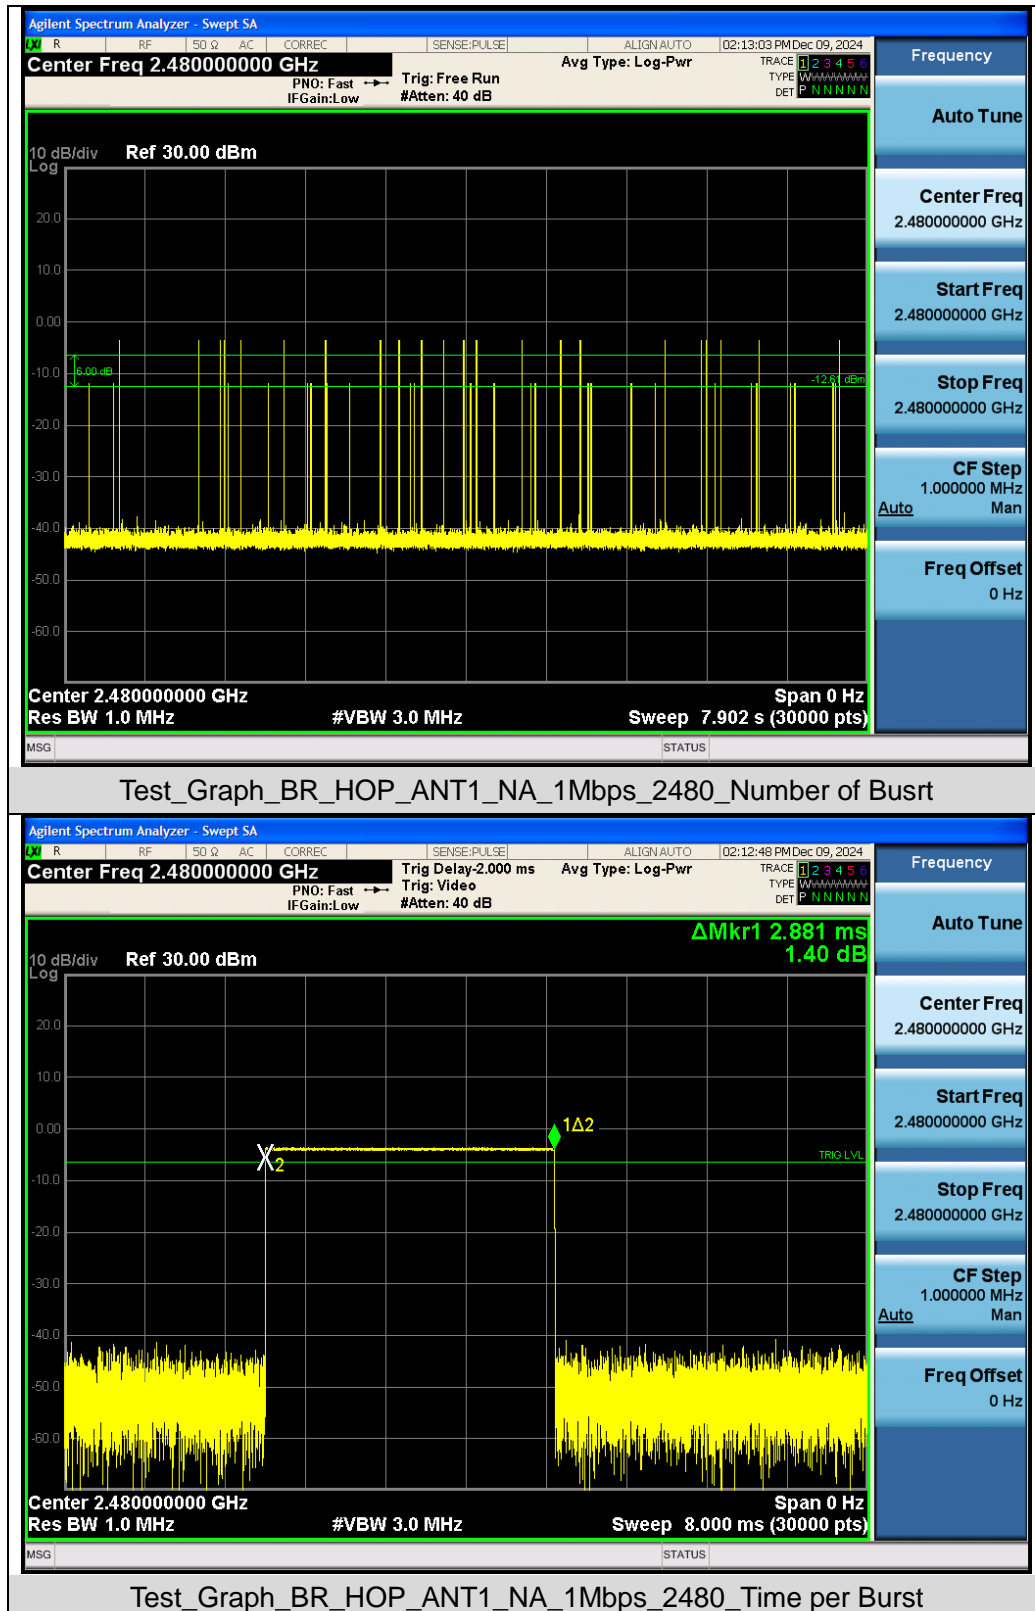 Agilent Spectrum Analyzer - Swept SA
LXI R RF 50 Ω AC CORREC SENSE:PULSE ALIGN AUTO 02:13:03 PM Dec 09, 2024
Center Freq 2.480000000 GHz
PNO: Fast
IFGain:Low
Trig: Free Run
#Atten: 40 dB
Avg Type: Log-Pwr
TRACE 1 2 3 4 5 6
TYPE W
DET P N N N N N
Frequency
Auto Tune
Center Freq
2.480000000 GHz
Start Freq
2.480000000 GHz
Stop Freq
2.480000000 GHz
CF Step
1.000000 MHz
Auto Man
Freq Offset
0 Hz
10 dB/div Ref 30.00 dBm
Log
20.0
10.0
0.00
-10.0
-20.0
-30.0
-40.0
-50.0
-60.0
6.00 dB
-12.61 dBm
Center 2.480000000 GHz Span 0 Hz
Res BW 1.0 MHz #VBW 3.0 MHz Sweep 7.902 s (30000 pts)
MSG STATUS
Test_Graph_BR_HOP_ANT1_NA_1Mbps_2480_Number of Busrt
Agilent Spectrum Analyzer - Swept SA
LXI R RF 50 Ω AC CORREC SENSE:PULSE ALIGN AUTO 02:12:48 PM Dec 09, 2024
Center Freq 2.480000000 GHz
PNO: Fast
IFGain:Low
Trig Delay-2.000 ms
Trig: Video
#Atten: 40 dB
Avg Type: Log-Pwr
TRACE 1 2 3 4 5 6
TYPE W
DET P N N N N N
Frequency
Auto Tune
Center Freq
2.480000000 GHz
Start Freq
2.480000000 GHz
Stop Freq
2.480000000 GHz
CF Step
1.000000 MHz
Auto Man
Freq Offset
0 Hz
ΔMkr1 2.881 ms
1.40 dB
10 dB/div Ref 30.00 dBm
Log
20.0
10.0
0.00
-10.0
-20.0
-30.0
-40.0
-50.0
-60.0
1Δ2
2
TRIG LVL
Center 2.480000000 GHz Span 0 Hz
Res BW 1.0 MHz #VBW 3.0 MHz Sweep 8.000 ms (30000 pts)
MSG STATUS
Test_Graph_BR_HOP_ANT1_NA_1Mbps_2480_Time per Burst